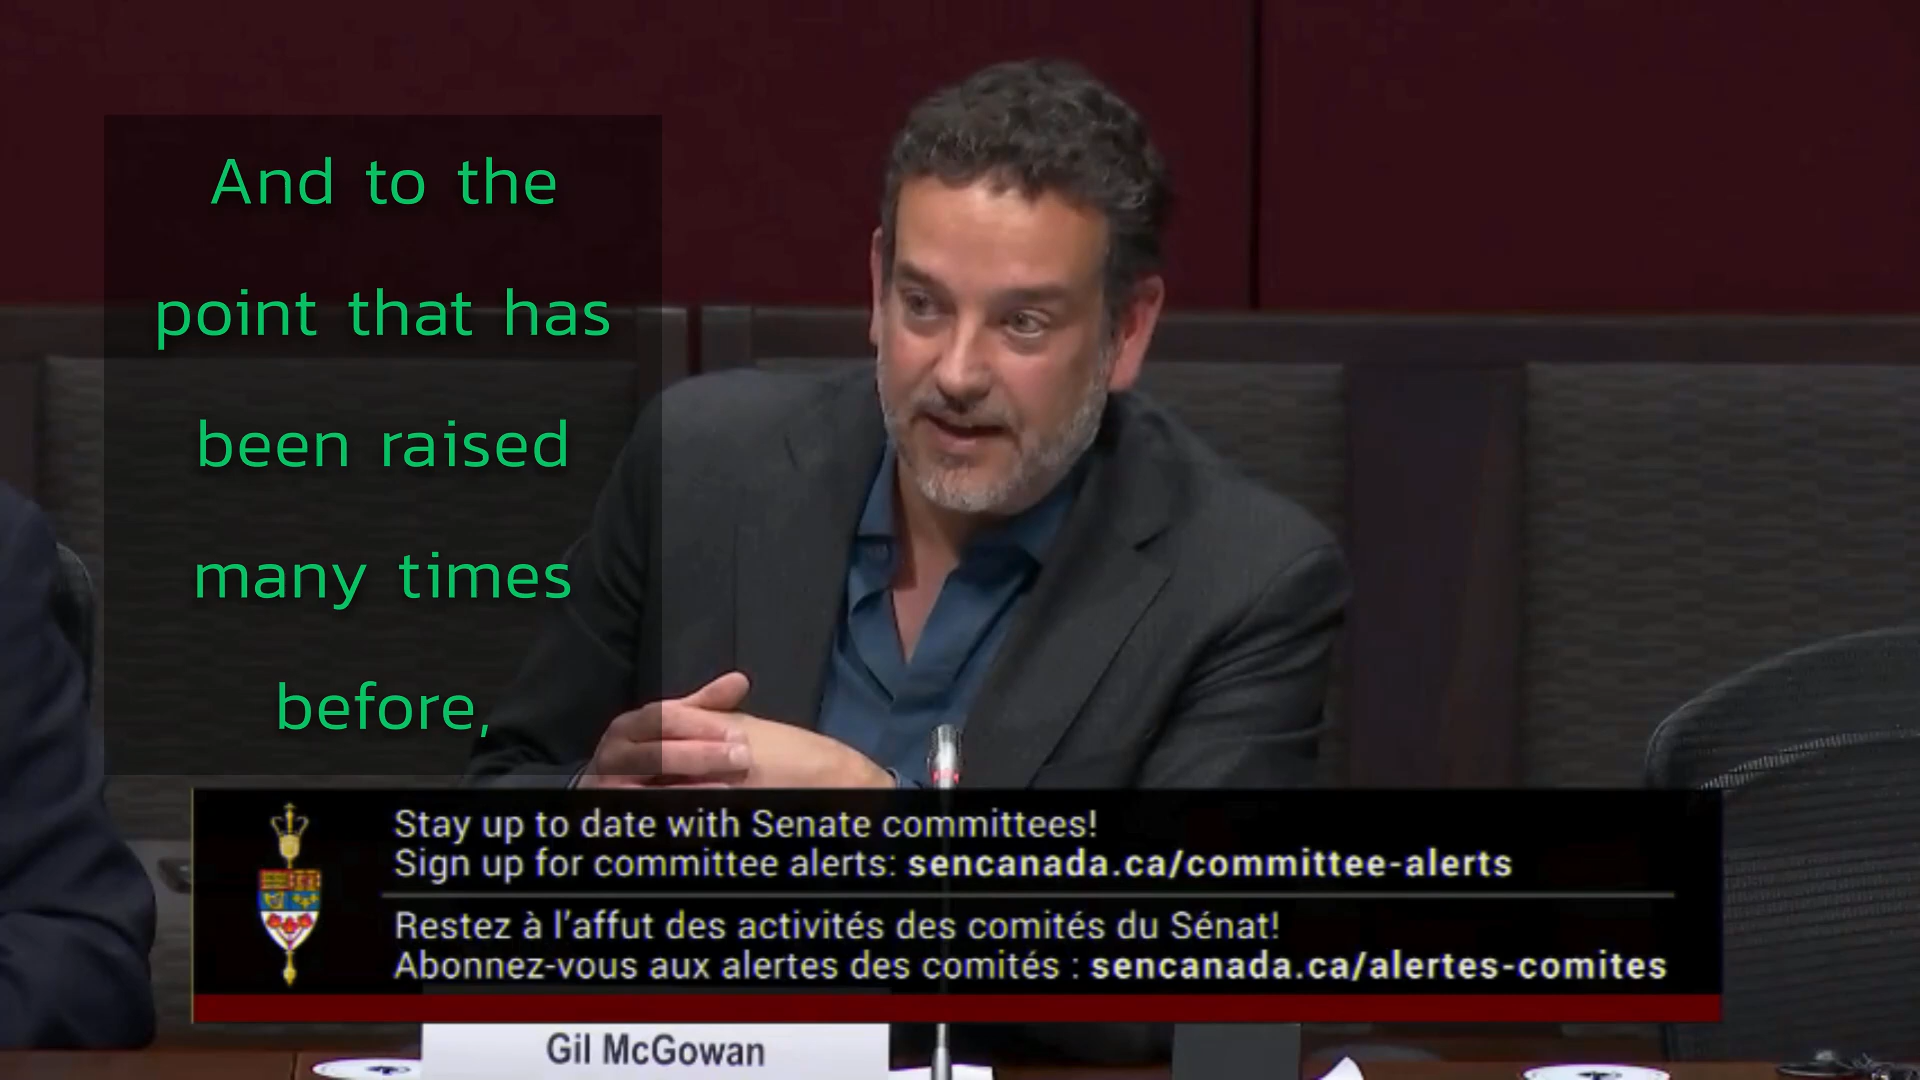 And to the
point that has
been raised
many times
before,
Stay up to date with Senate committees!
Sign up for committee alerts: sencanada.ca/committee-alerts
Restez à l'affut des activités des comités du Sénat!
Abonnez-vous aux alertes des comités : sencanada.ca/alertes-comites
Gil McGowan